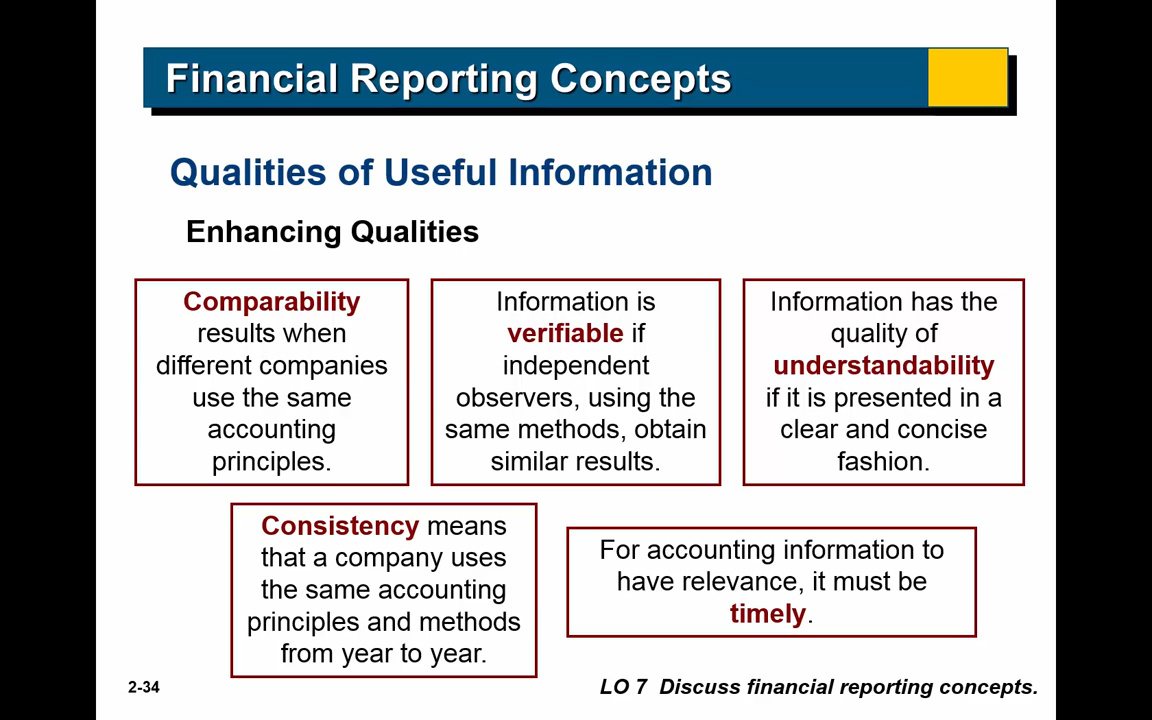 Financial Reporting Concepts
Qualities of Useful Information
Enhancing Qualities
Comparability
results when
different companies
use the same
accounting
principles.
Information is
verifiable if
independent
observers, using the
same methods, obtain
similar results.
Information has the
quality of
understandability
if it is presented in a
clear and concise
fashion.
Consistency means
that a company uses
the same accounting
principles and methods
from year to year.
For accounting information to
have relevance, it must be
timely.
2-34
LO 7 Discuss financial reporting concepts.